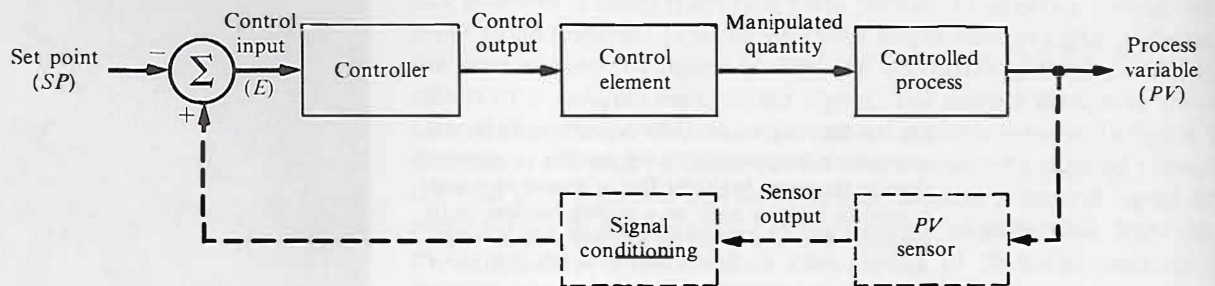 Set point
(SP)
−
+
Σ
Control
input
(E)
Controller
Control
output
Control
element
Manipulated
quantity
Controlled
process
Process
variable
(PV)
PV
sensor
Sensor
output
Signal
conditioning